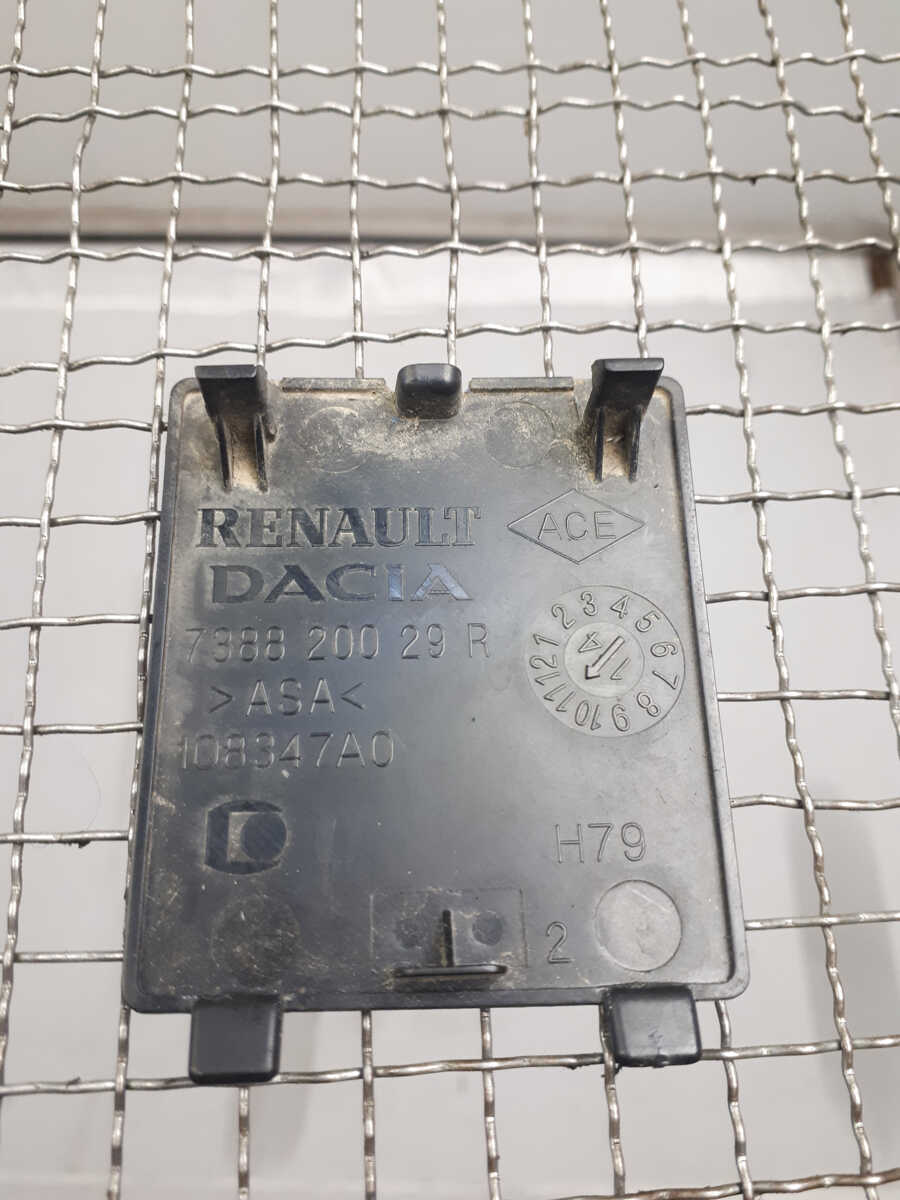 RENAULT
ACE
DACIA
7388 200 29 R
1 2 3 4 5 6 7 8 9 10 11 12
>ASA<
108347A0
H79
2